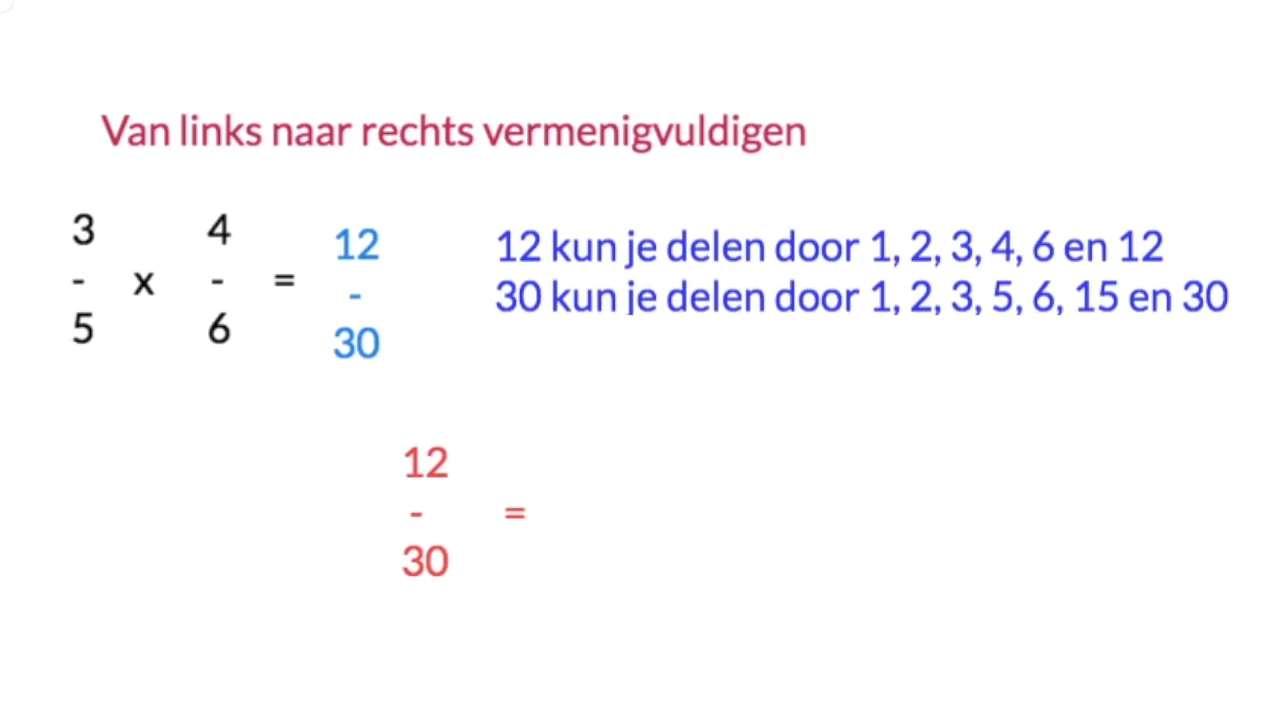 Van links naar rechts vermenigvuldigen
3 4
- x - =
5 6
12
-
30
12 kun je delen door 1, 2, 3, 4, 6 en 12
30 kun je delen door 1, 2, 3, 5, 6, 15 en 30
12
- =
30